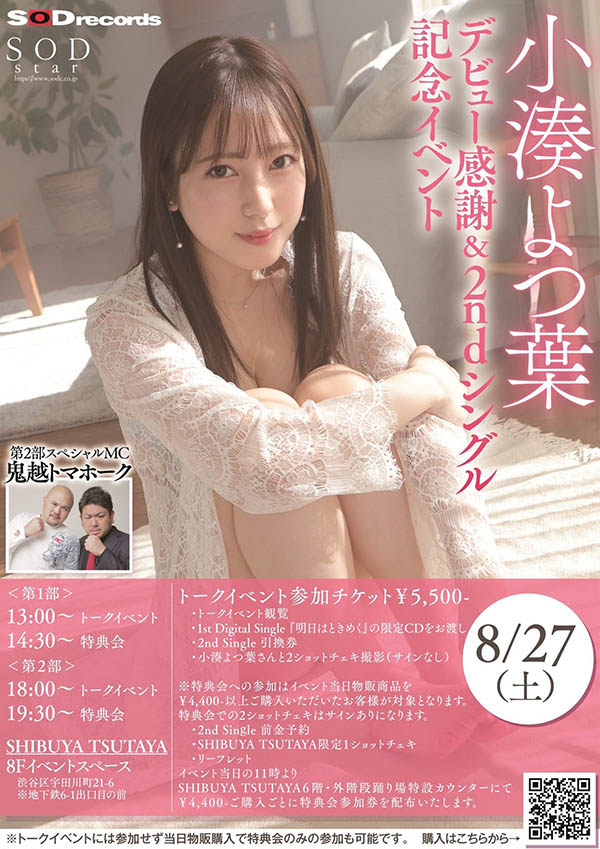 SOD records
SOD
star
https://www.sodc.co.jp
小湊よつ葉
デビュー感謝&2ndシングル
記念イベント
第2部スペシャルMC
鬼越トマホーク
＜第1部＞
13:00～ トークイベント
14:30～ 特典会
＜第2部＞
18:00～ トークイベント
19:30～ 特典会
SHIBUYA TSUTAYA
8Fイベントスペース
渋谷区宇田川町21-6
※地下鉄6-1出口目の前
トークイベント参加チケット¥5,500-
・トークイベント観覧
・1st Digital Single『明日はときめく』の限定CDをお渡し
・2nd Single 引換券
・小湊よつ葉さんと2ショットチェキ撮影（サインなし）
※特典会への参加はイベント当日物販商品を
¥4,400-以上ご購入いただいたお客様が対象となります。
特典会での2ショットチェキはサインありになります。
・2nd Single 前金予約
・SHIBUYA TSUTAYA限定1ショットチェキ
・リーフレット
イベント当日の11時より
SHIBUYA TSUTAYA6階・外階段踊り場特設カウンターにて
¥4,400-ご購入ごとに特典会参加券を配布いたします。
8/27
（土）
※トークイベントには参加せず当日物販購入で特典会のみの参加も可能です。 購入はこちらから→